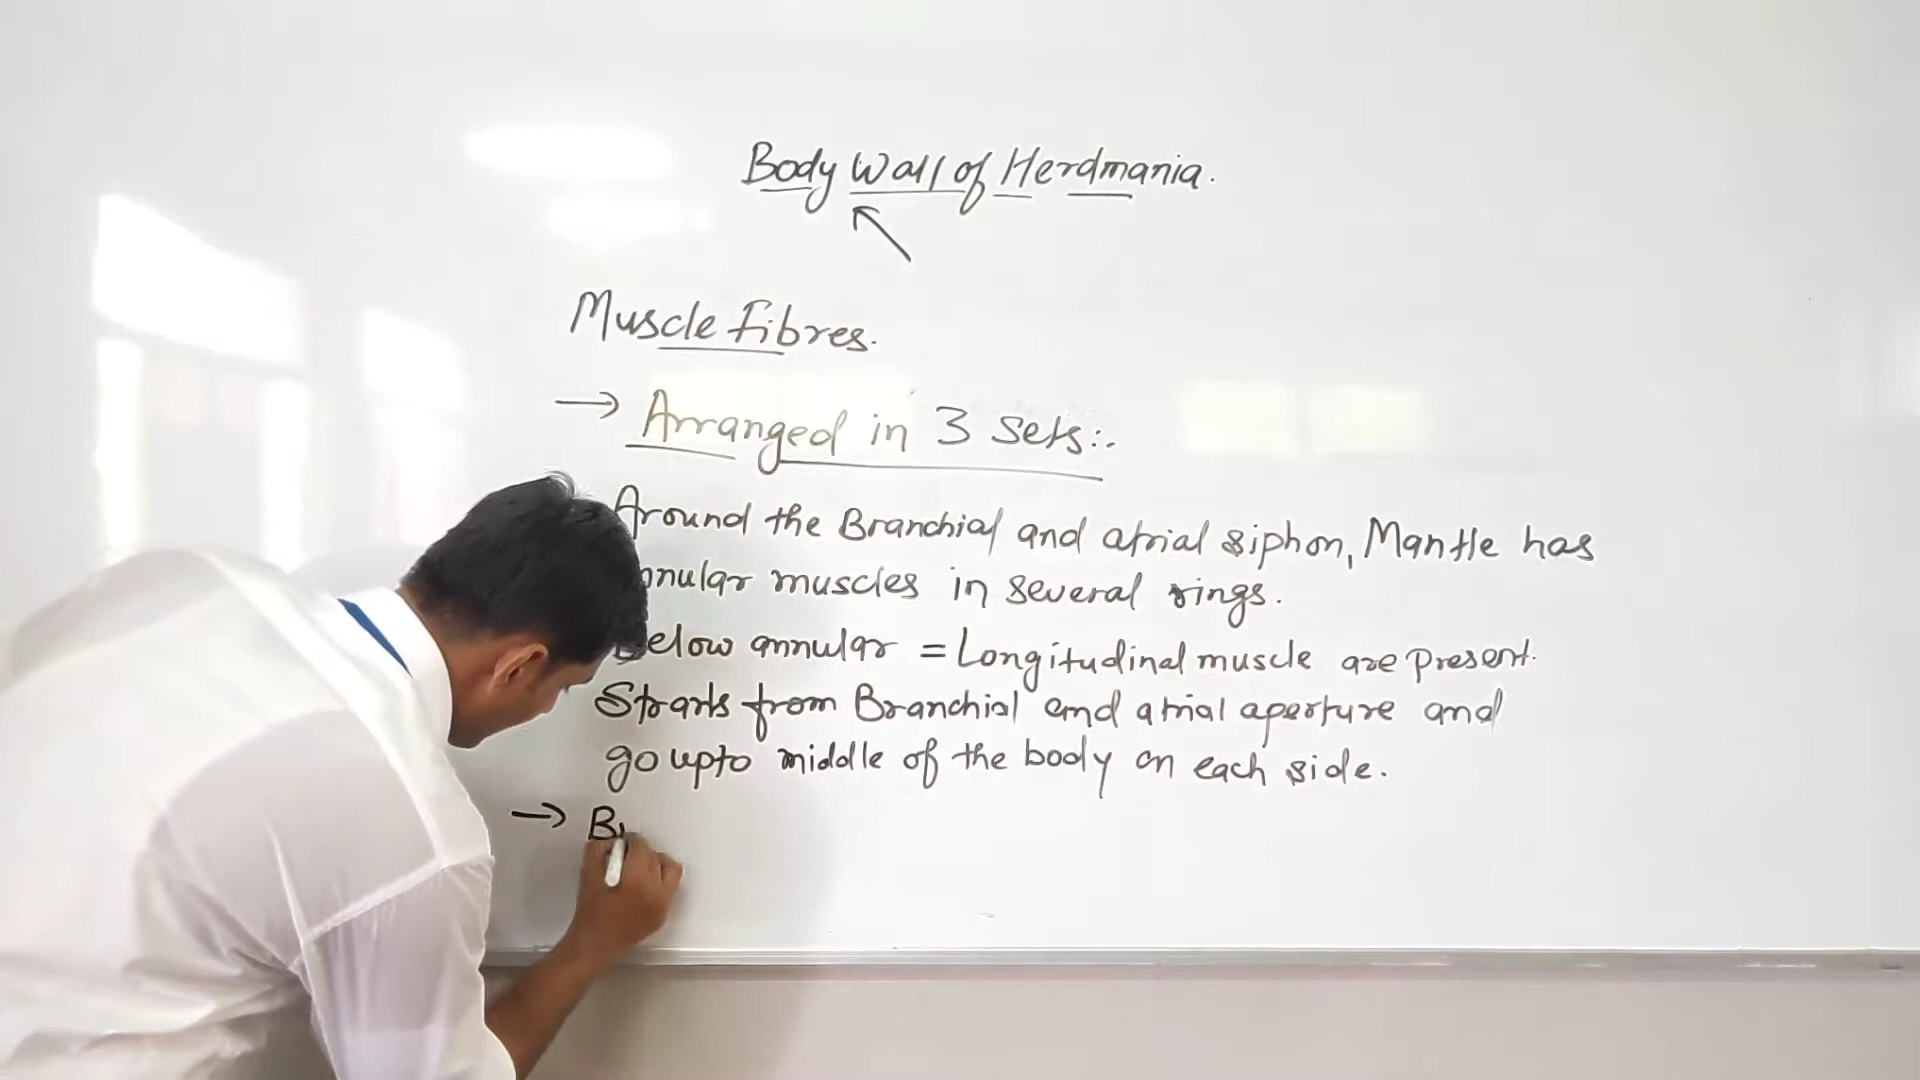 Body Wall of Herdmania.
Muscle fibres.
→ Arranged in 3 sets:-
Around the Branchial and atrial siphon, Mantle has
muscles in several rings.
annular = Longitudinal muscle are present.
Starts from Branchial and atrial aperture and
go upto middle of the body on each side.
→